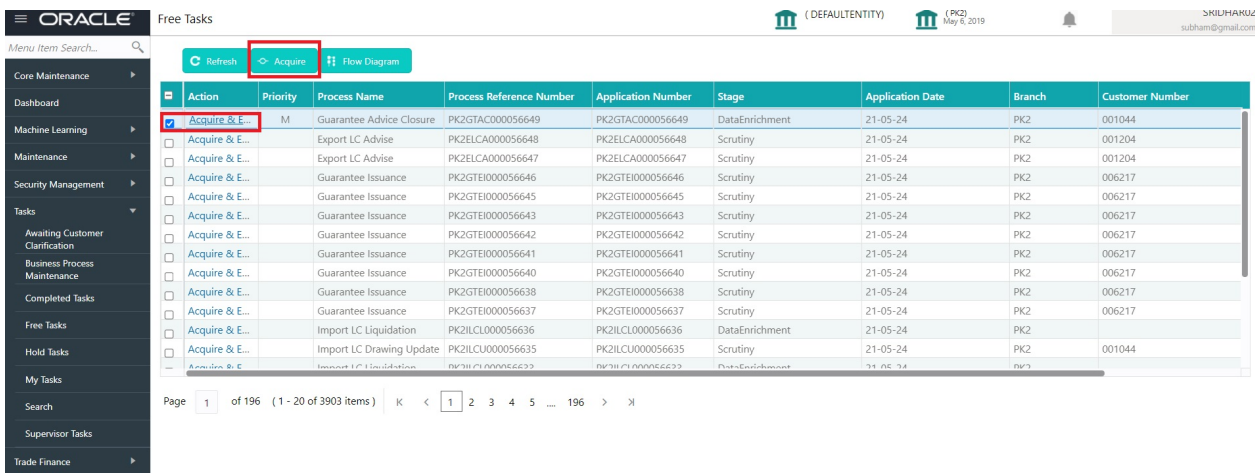 ORACLE
Free Tasks
( DEFAULTENTITY)
(PK2)
May 6, 2019
SRIDHAR02
subham@gmail.com
Menu Item Search...
Core Maintenance
Dashboard
Machine Learning
Maintenance
Security Management
Tasks
Awaiting Customer
Clarification
Business Process
Maintenance
Completed Tasks
Free Tasks
Hold Tasks
My Tasks
Search
Supervisor Tasks
Trade Finance
Refresh Acquire Flow Diagram
Action Priority Process Name Process Reference Number Application Number Stage Application Date Branch Customer Number
Acquire & E... M Guarantee Advice Closure PK2GTAC000056649 PK2GTAC000056649 DataEnrichment 21-05-24 PK2 001044
Acquire & E... Export LC Advise PK2ELCA000056648 PK2ELCA000056648 Scrutiny 21-05-24 PK2 001204
Acquire & E... Export LC Advise PK2ELCA000056647 PK2ELCA000056647 Scrutiny 21-05-24 PK2 001204
Acquire & E... Guarantee Issuance PK2GTEI000056646 PK2GTEI000056646 Scrutiny 21-05-24 PK2 006217
Acquire & E... Guarantee Issuance PK2GTEI000056645 PK2GTEI000056645 Scrutiny 21-05-24 PK2 006217
Acquire & E... Guarantee Issuance PK2GTEI000056643 PK2GTEI000056643 Scrutiny 21-05-24 PK2 006217
Acquire & E... Guarantee Issuance PK2GTEI000056642 PK2GTEI000056642 Scrutiny 21-05-24 PK2 006217
Acquire & E... Guarantee Issuance PK2GTEI000056641 PK2GTEI000056641 Scrutiny 21-05-24 PK2 006217
Acquire & E... Guarantee Issuance PK2GTEI000056640 PK2GTEI000056640 Scrutiny 21-05-24 PK2 006217
Acquire & E... Guarantee Issuance PK2GTEI000056638 PK2GTEI000056638 Scrutiny 21-05-24 PK2 006217
Acquire & E... Guarantee Issuance PK2GTEI000056637 PK2GTEI000056637 Scrutiny 21-05-24 PK2 006217
Acquire & E... Import LC Liquidation PK2ILCL000056636 PK2ILCL000056636 DataEnrichment 21-05-24 PK2
Acquire & E... Import LC Drawing Update PK2ILCU000056635 PK2ILCU000056635 Scrutiny 21-05-24 PK2 001044
Page 1 of 196 ( 1 - 20 of 3903 items ) K < 1 2 3 4 5 ... 196 >